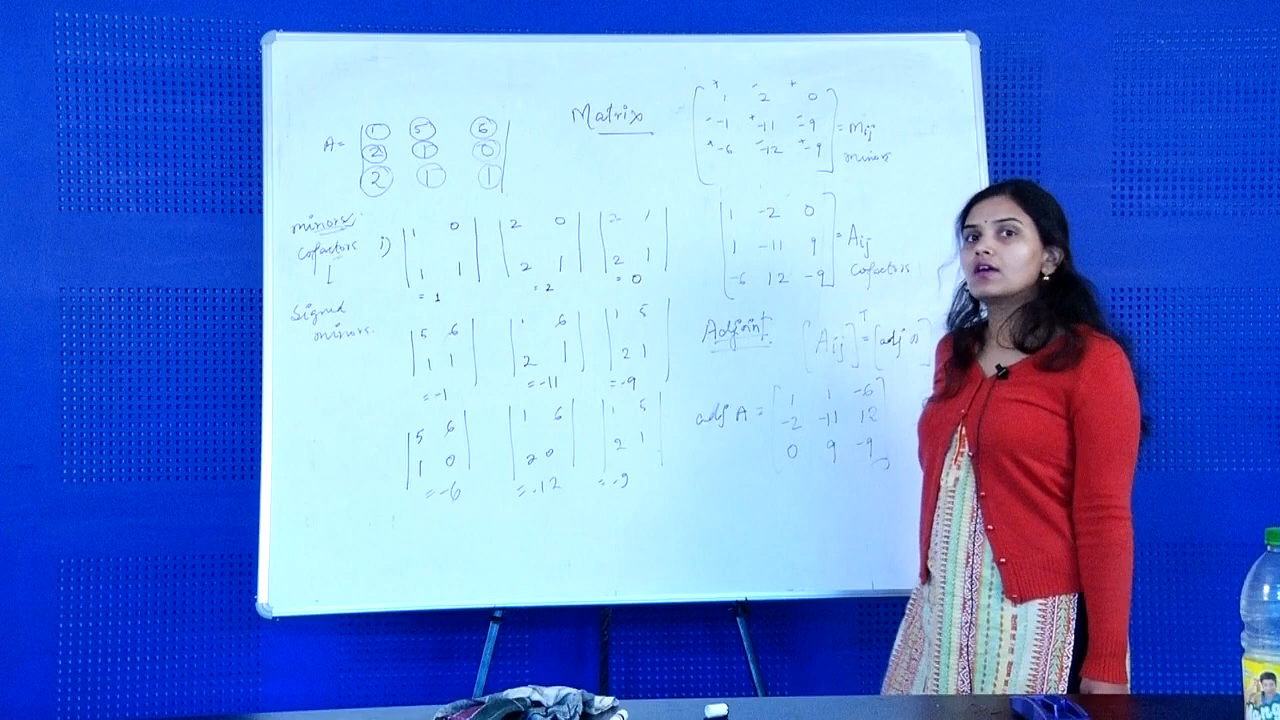 Matrix
A= | 1 5 6 |
| 2 1 0 |
| 2 1 1 |
minors
cofactors
Signed
minors.
i) | 1 0 | | 2 0 | | 2 1 |
| 1 1 | | 2 1 | | 2 1 |
= 1 = 2 = 0
| 5 6 | | 1 6 | | 1 5 |
| 1 1 | | 2 1 | | 2 1 |
= -1 = -11 = -9
| 5 6 | | 1 6 | | 1 5 |
| 1 0 | | 2 0 | | 2 1 |
= -6 = -12 = -9
+ - +
[ 1 2 0 ]
- + -
[ -1 -11 -9 ] = Mij
+ - +
[ -6 -12 -9 ] minors
[ 1 -2 0 ]
[ 1 -11 9 ] = Aij
[ -6 12 -9 ] cofactors
Adjoint. [Aij]ᵀ = [adj A]
adj A = [ 1 1 -6 ]
[ -2 -11 12 ]
[ 0 9 -9 ]